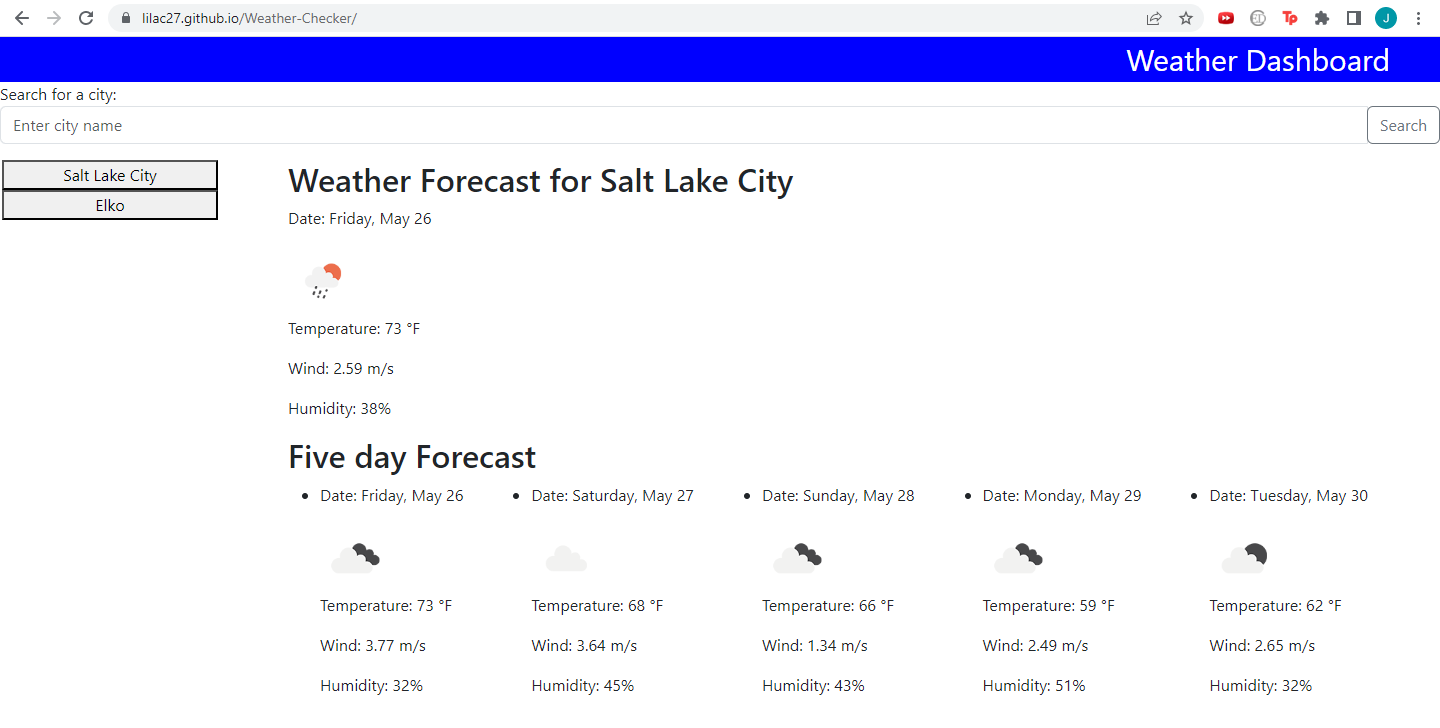 lilac27.github.io/Weather-Checker/
Tp
J
Weather Dashboard
Search for a city:
Enter city name
Search
Salt Lake City
Elko
Weather Forecast for Salt Lake City
Date: Friday, May 26
Temperature: 73 °F
Wind: 2.59 m/s
Humidity: 38%
Five day Forecast
Date: Friday, May 26
Temperature: 73 °F
Wind: 3.77 m/s
Humidity: 32%
Date: Saturday, May 27
Temperature: 68 °F
Wind: 3.64 m/s
Humidity: 45%
Date: Sunday, May 28
Temperature: 66 °F
Wind: 1.34 m/s
Humidity: 43%
Date: Monday, May 29
Temperature: 59 °F
Wind: 2.49 m/s
Humidity: 51%
Date: Tuesday, May 30
Temperature: 62 °F
Wind: 2.65 m/s
Humidity: 32%